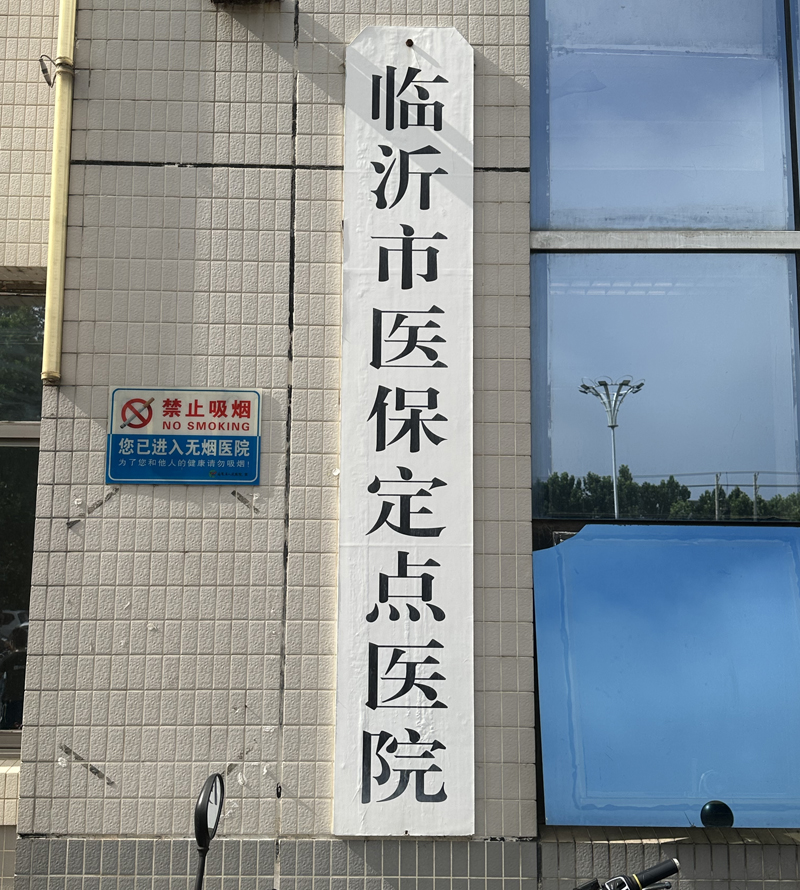 临沂市医保定点医院
禁止吸烟
NO SMOKING
您已进入无烟医院
为了您和他人的健康请勿吸烟!